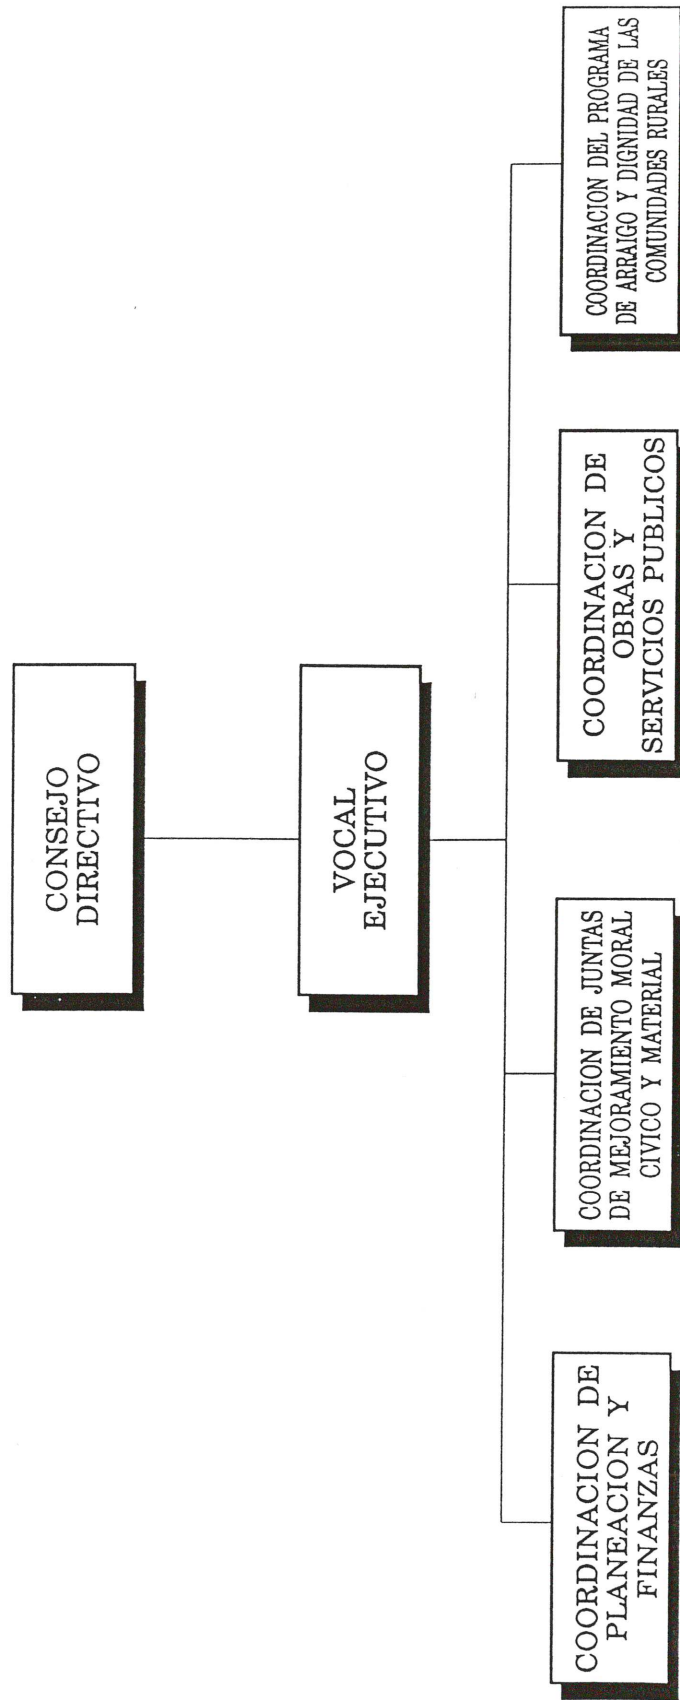 CONSEJO
DIRECTIVO
VOCAL
EJECUTIVO
COORDINACION DE
PLANEACION Y
FINANZAS
COORDINACION DE JUNTAS
DE MEJORAMIENTO MORAL
CIVICO Y MATERIAL
COORDINACION DE
OBRAS Y
SERVICIOS PUBLICOS
COORDINACION DEL PROGRAMA
DE ARRAIGO Y DIGNIDAD DE LAS
COMUNIDADES RURALES